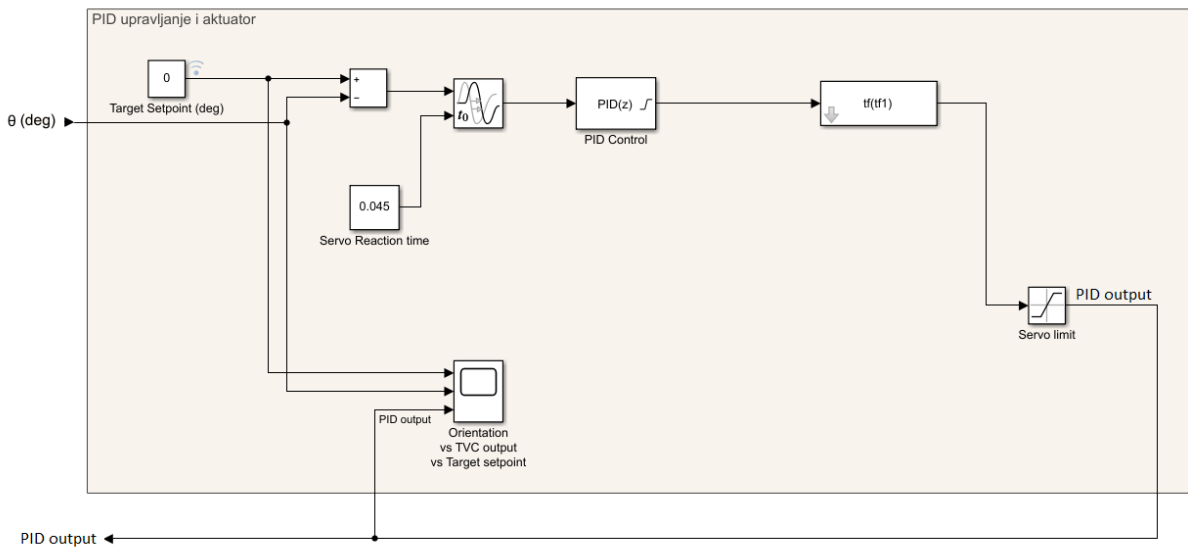 PID upravljanje i aktuator
0
Target Setpoint (deg)
+
−
θ (deg)
t0
PID(z)
PID Control
tf(tf1)
0.045
Servo Reaction time
PID output
Servo limit
PID output
Orientation
vs TVC output
vs Target setpoint
PID output